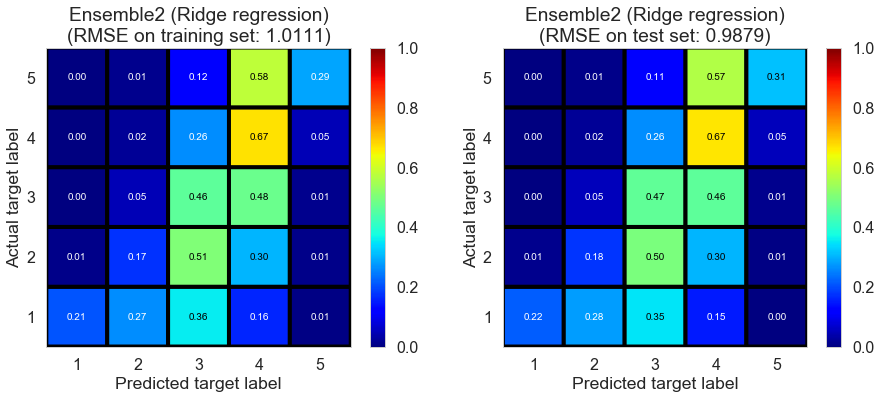 Ensemble2 (Ridge regression)
(RMSE on training set: 1.0111)
Actual target label
5
0.00 0.01 0.12 0.58 0.29
4
0.00 0.02 0.26 0.67 0.05
3
0.00 0.05 0.46 0.48 0.01
2
0.01 0.17 0.51 0.30 0.01
1
0.21 0.27 0.36 0.16 0.01
1 2 3 4 5
Predicted target label
1.0
0.8
0.6
0.4
0.2
0.0
Ensemble2 (Ridge regression)
(RMSE on test set: 0.9879)
Actual target label
5
0.00 0.01 0.11 0.57 0.31
4
0.00 0.02 0.26 0.67 0.05
3
0.00 0.05 0.47 0.46 0.01
2
0.01 0.18 0.50 0.30 0.01
1
0.22 0.28 0.35 0.15 0.00
1 2 3 4 5
Predicted target label
1.0
0.8
0.6
0.4
0.2
0.0